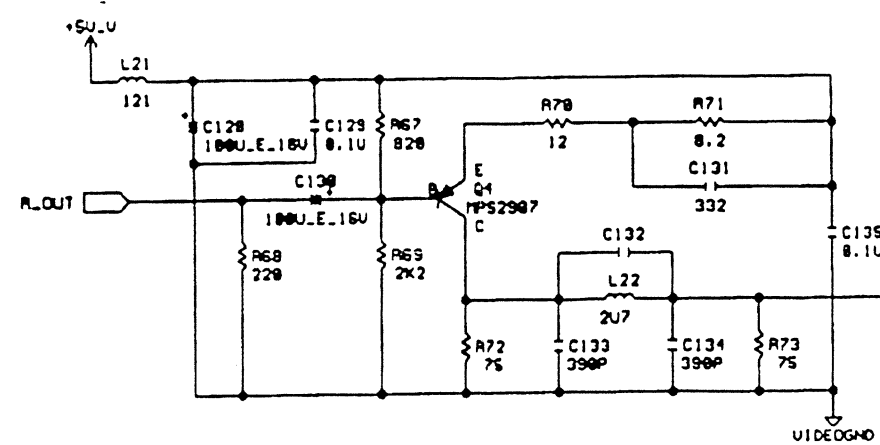 +5V_V
L21
121
C128
100U_E_16V
C129
0.1U
R67
820
R70
12
R71
8.2
C131
332
E
B
Q4
MPS2907
C
R_OUT
C130
100U_E_16V
R68
220
R69
2K2
C132
L22
2U7
C135
0.1U
R72
75
C133
390P
C134
390P
R73
75
VIDEOGND